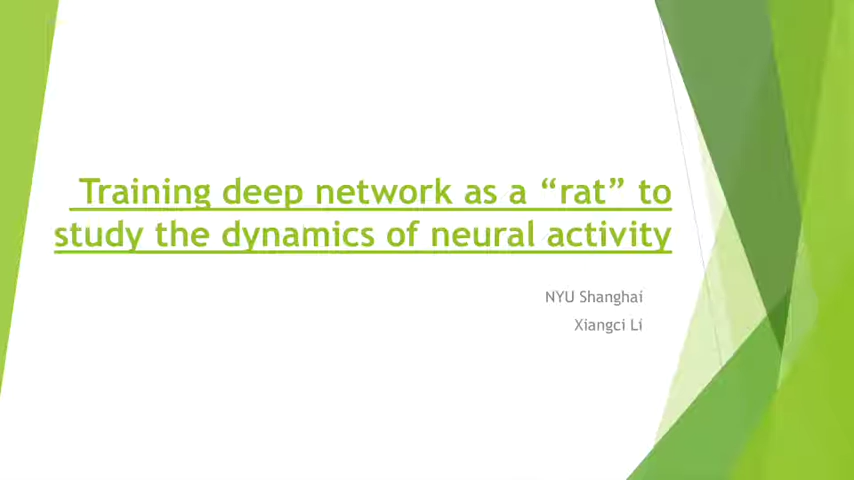 Training deep network as a “rat” to
study the dynamics of neural activity
NYU Shanghai
Xiangci Li